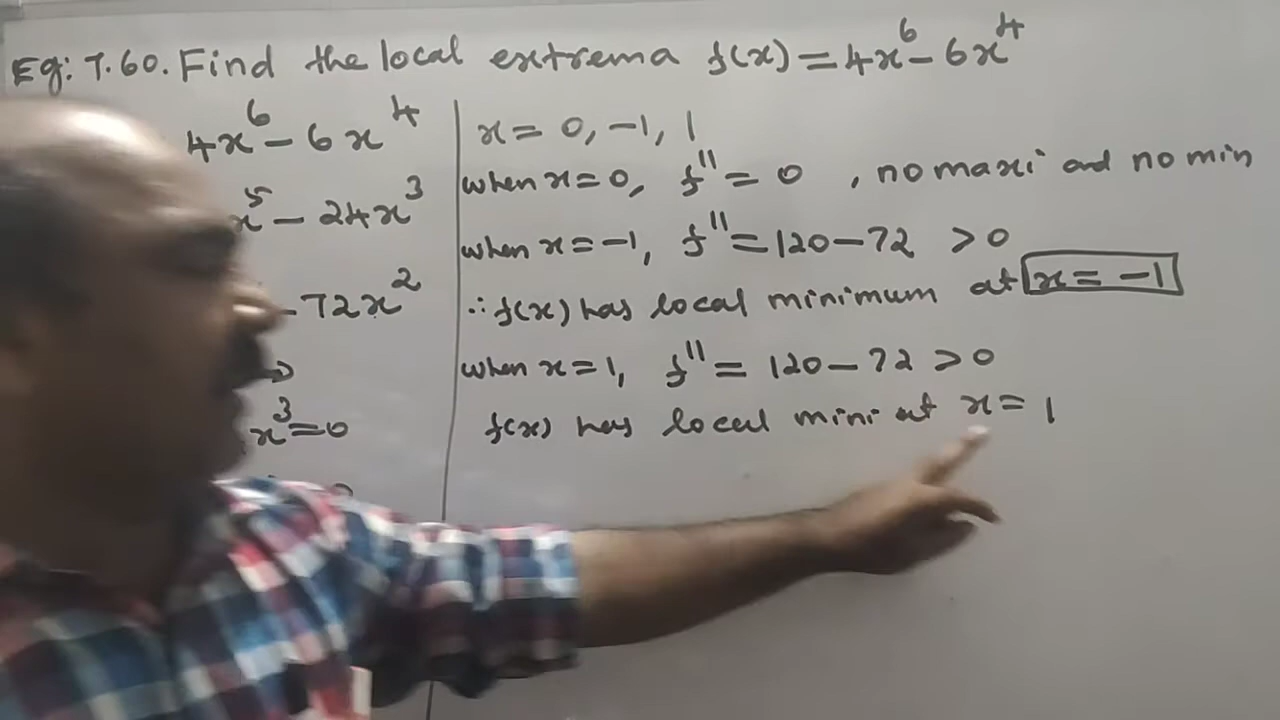 Eg: 7.60. Find the local extrema f(x) = 4x⁶ - 6x⁴
4x⁶ - 6x⁴
x⁵ - 24x³
- 72x²
x³ = 0
x = 0, -1, 1
when x = 0, f'' = 0 , no maxi and no min
when x = -1, f'' = 120 - 72 > 0
∴ f(x) has local minimum at x = -1
when x = 1, f'' = 120 - 72 > 0
f(x) has local mini at x = 1